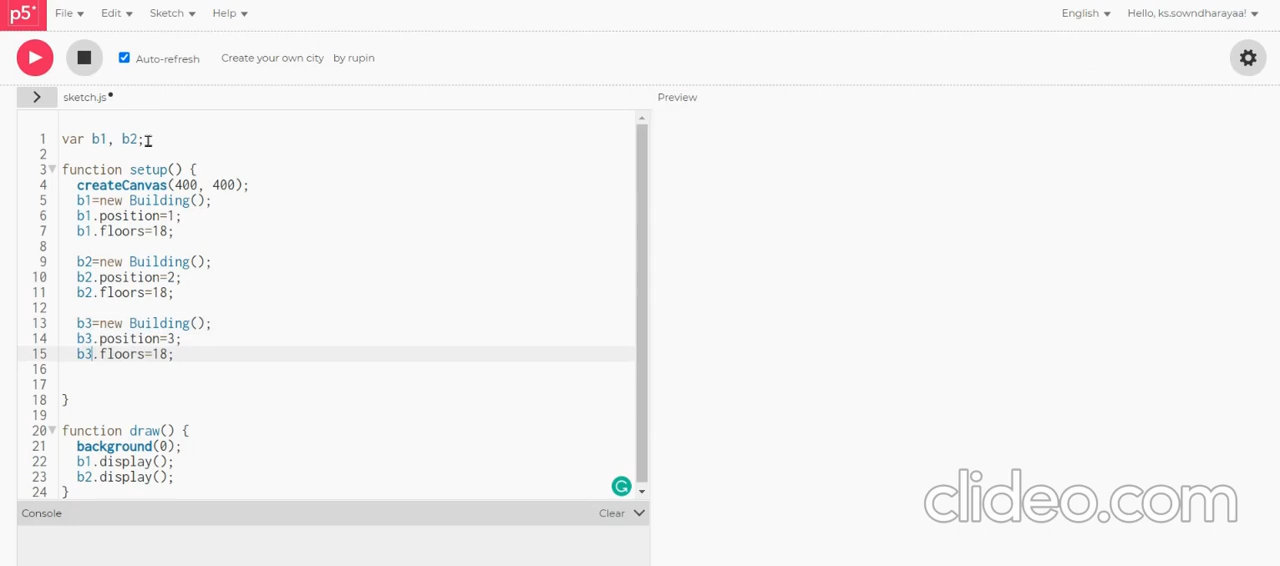 p5* File Edit Sketch Help English Hello, ks.sowndharayaa!
Auto-refresh Create your own city by rupin
sketch.js Preview
1 var b1, b2;
2
3 function setup() {
4 createCanvas(400, 400);
5 b1=new Building();
6 b1.position=1;
7 b1.floors=18;
8
9 b2=new Building();
10 b2.position=2;
11 b2.floors=18;
12
13 b3=new Building();
14 b3.position=3;
15 b3.floors=18;
16
17
18 }
19
20 function draw() {
21 background(0);
22 b1.display();
23 b2.display();
24 }
Console Clear
clideo.com